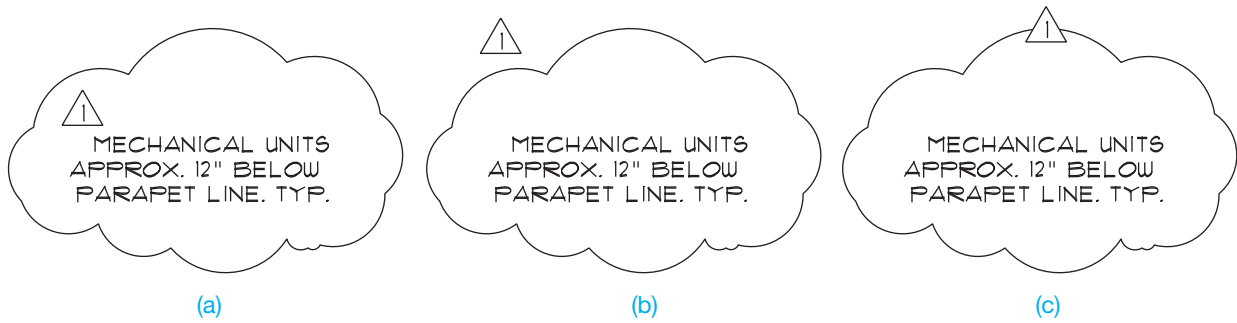 1
MECHANICAL UNITS
APPROX. 12" BELOW
PARAPET LINE. TYP.
(a)
1
MECHANICAL UNITS
APPROX. 12" BELOW
PARAPET LINE. TYP.
(b)
1
MECHANICAL UNITS
APPROX. 12" BELOW
PARAPET LINE. TYP.
(c)